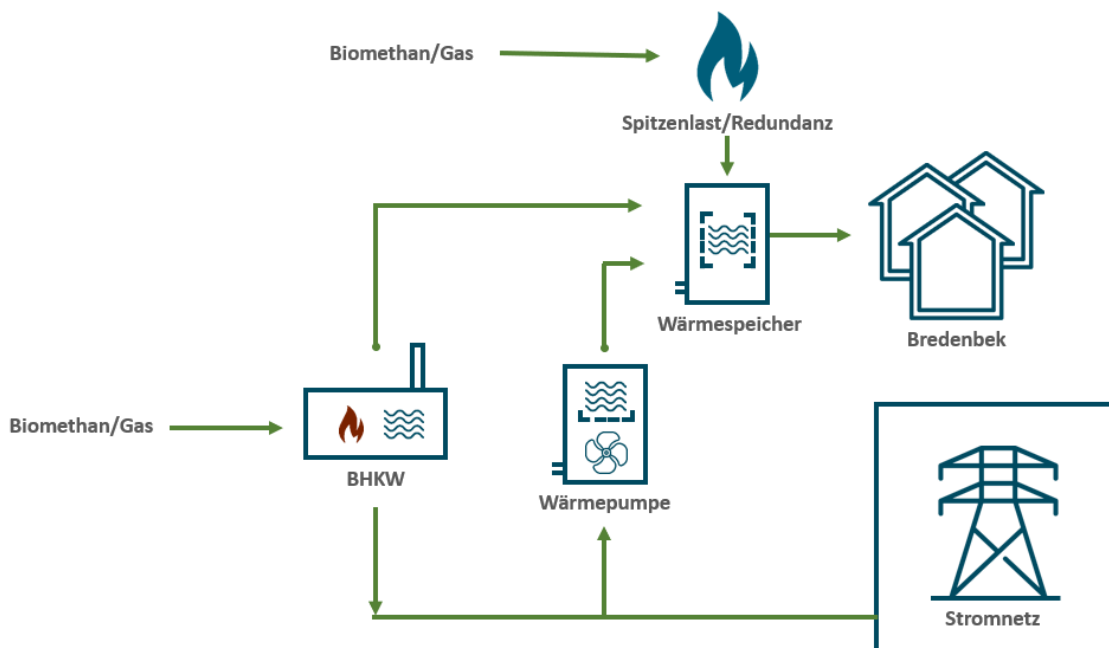 Biomethan/Gas
Spitzenlast/Redundanz
Wärmespeicher
Bredenbek
Biomethan/Gas
BHKW
Wärmepumpe
Stromnetz